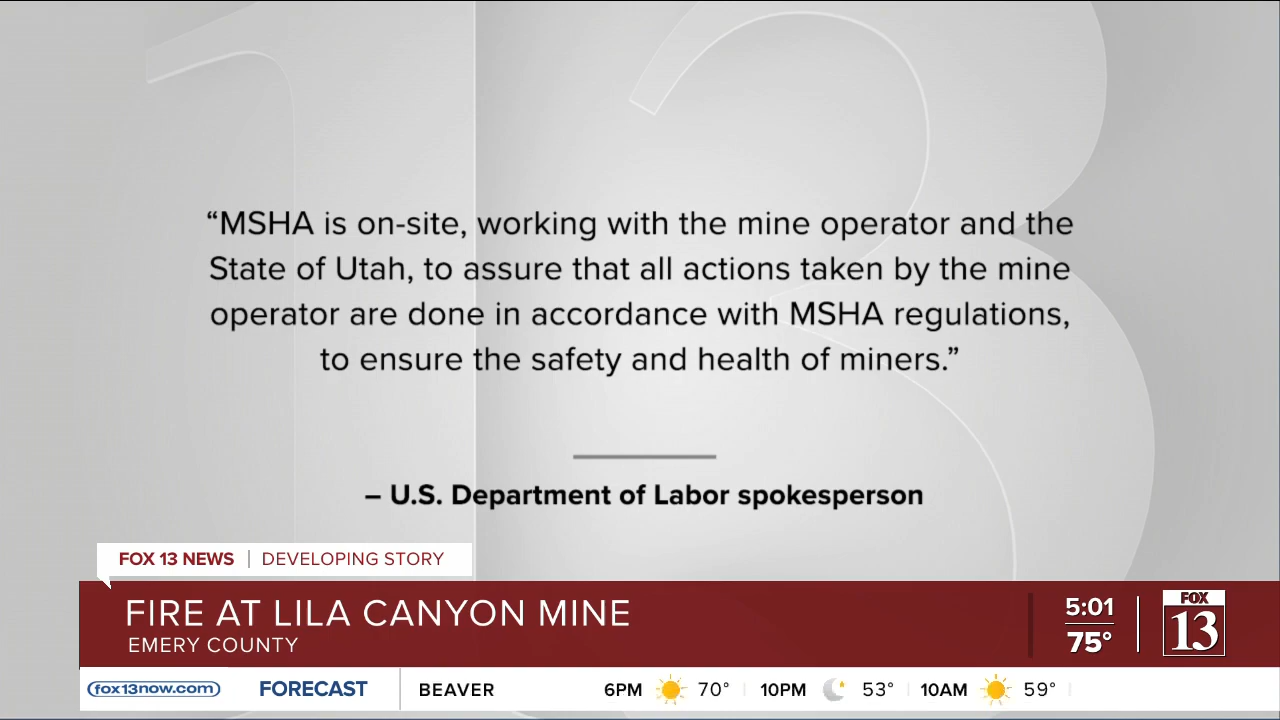 “MSHA is on-site, working with the mine operator and the
State of Utah, to assure that all actions taken by the mine
operator are done in accordance with MSHA regulations,
to ensure the safety and health of miners.”
– U.S. Department of Labor spokesperson
FOX 13 NEWS | DEVELOPING STORY
FIRE AT LILA CANYON MINE
EMERY COUNTY
5:01
75°
FOX
13
fox13now.com FORECAST BEAVER 6PM 70° 10PM 53° 10AM 59°